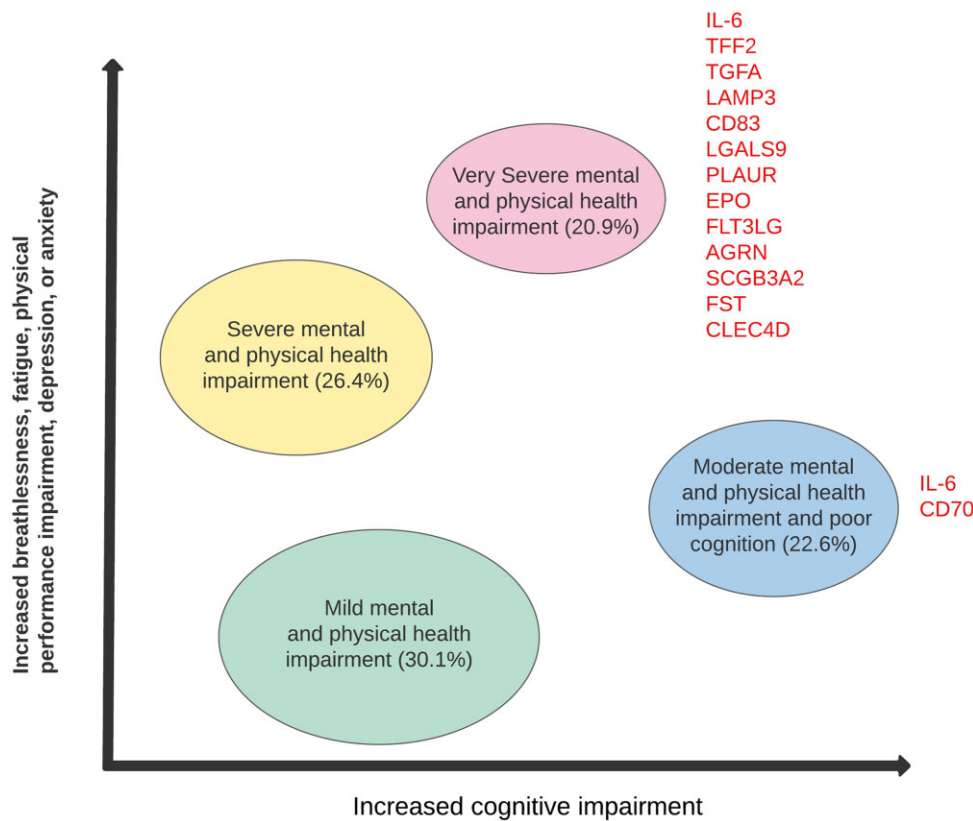 IL-6
TFF2
TGFA
LAMP3
CD83
LGALS9
PLAUR
EPO
FLT3LG
AGRN
SCGB3A2
FST
CLEC4D
Very Severe mental
and physical health
impairment (20.9%)
Severe mental
and physical health
impairment (26.4%)
Moderate mental
and physical health
impairment and poor
cognition (22.6%)
IL-6
CD70
Mild mental
and physical health
impairment (30.1%)
Increased breathlessness, fatigue, physical
performance impairment, depression, or anxiety
Increased cognitive impairment